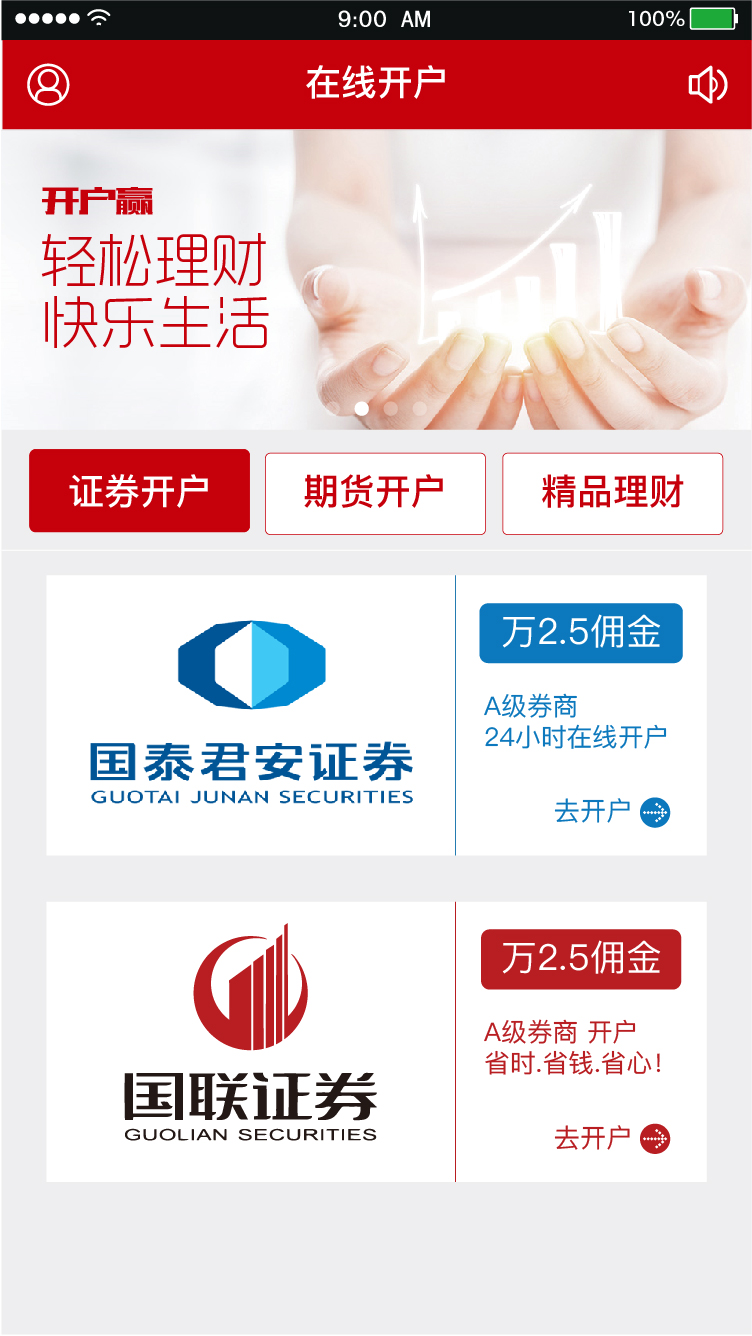 9:00 AM
100%
在线开户
开户赢
轻松理财
快乐生活
证券开户
期货开户
精品理财
国泰君安证券
GUOTAI JUNAN SECURITIES
万2.5佣金
A级券商
24小时在线开户
去开户
国联证券
GUOLIAN SECURITIES
万2.5佣金
A级券商 开户
省时.省钱.省心!
去开户